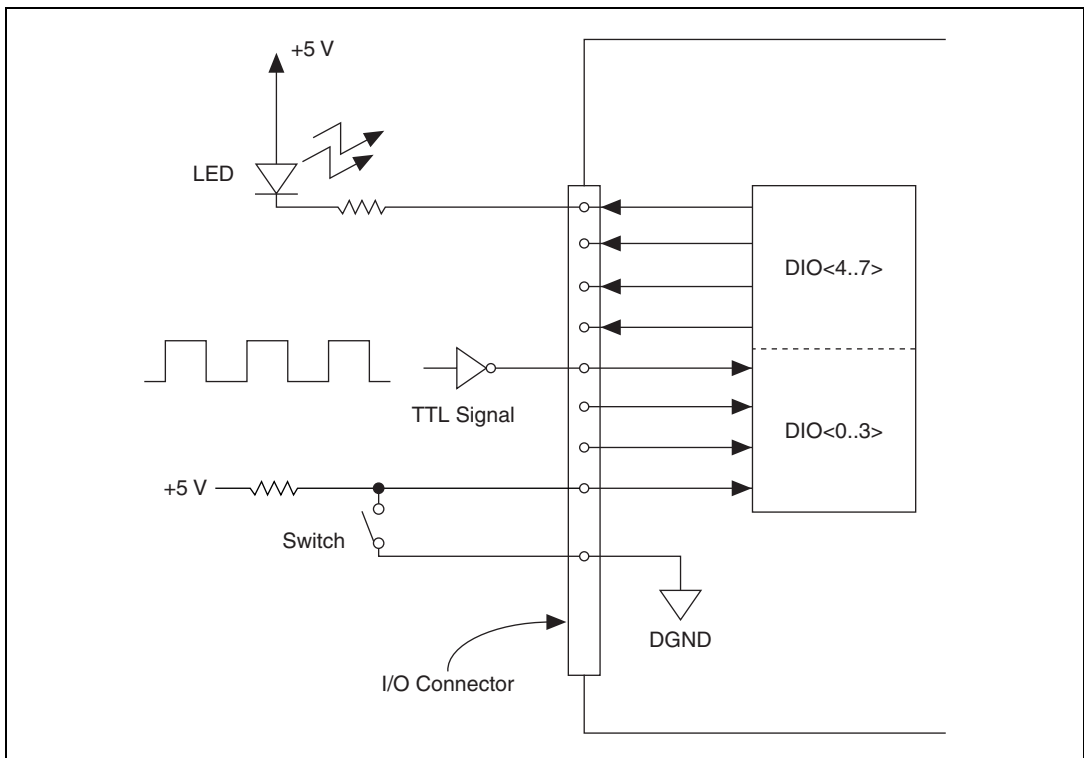 +5 V
LED
DIO<4..7>
TTL Signal
DIO<0..3>
+5 V
Switch
DGND
I/O Connector